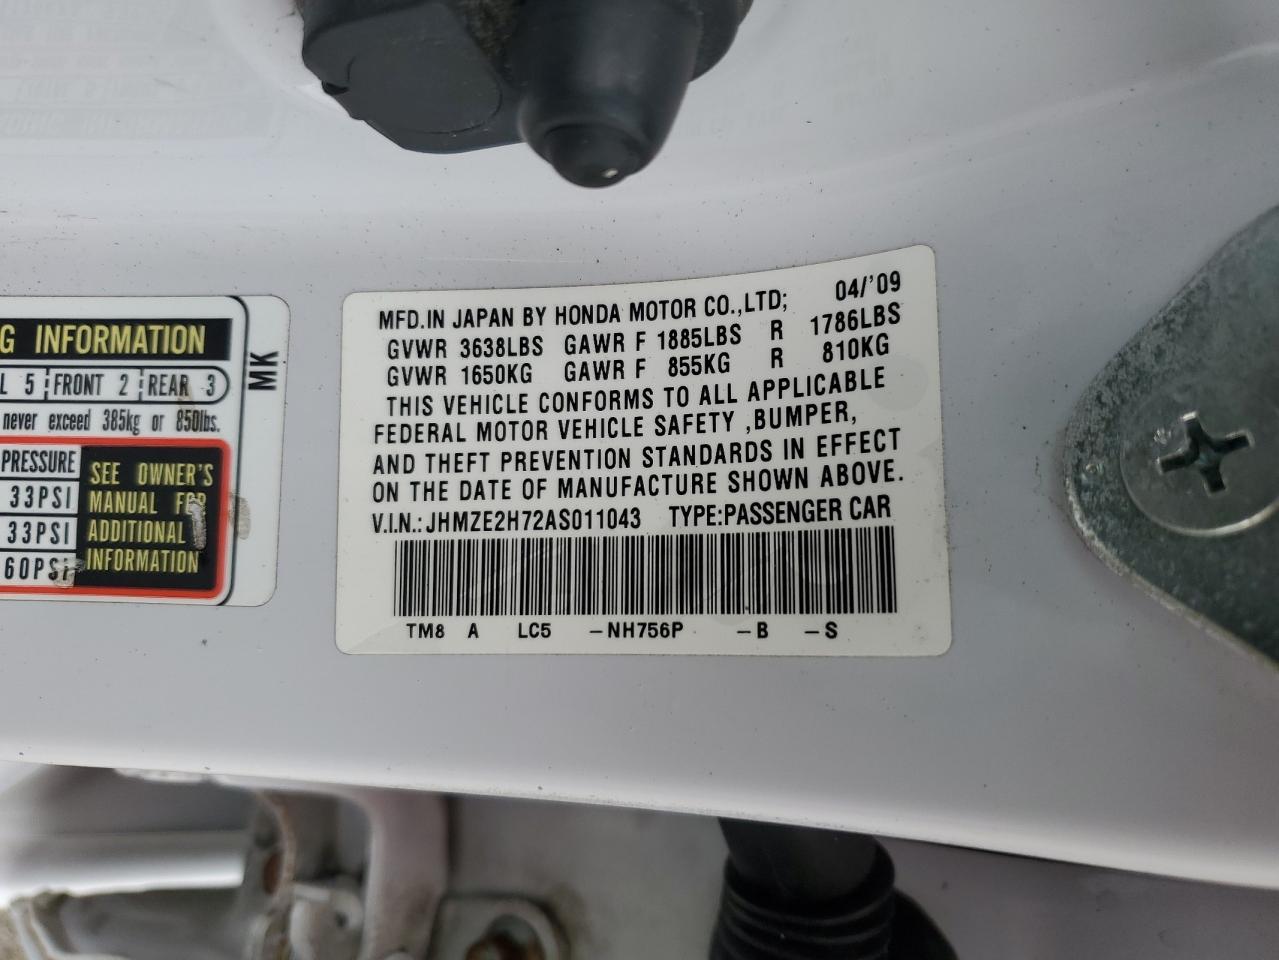 G INFORMATION
L 5 FRONT 2 REAR 3
never exceed 385kg or 850lbs.
PRESSURE
33PSI
33PSI
60PSI
SEE OWNER'S
MANUAL FOR
ADDITIONAL
INFORMATION
MK
MFD.IN JAPAN BY HONDA MOTOR CO.,LTD; 04/'09
GVWR 3638LBS GAWR F 1885LBS R 1786LBS
GVWR 1650KG GAWR F 855KG R 810KG
THIS VEHICLE CONFORMS TO ALL APPLICABLE
FEDERAL MOTOR VEHICLE SAFETY ,BUMPER,
AND THEFT PREVENTION STANDARDS IN EFFECT
ON THE DATE OF MANUFACTURE SHOWN ABOVE.
V.I.N.: JHMZE2H72AS011043 TYPE:PASSENGER CAR
TM8 A LC5 -NH756P -B -S